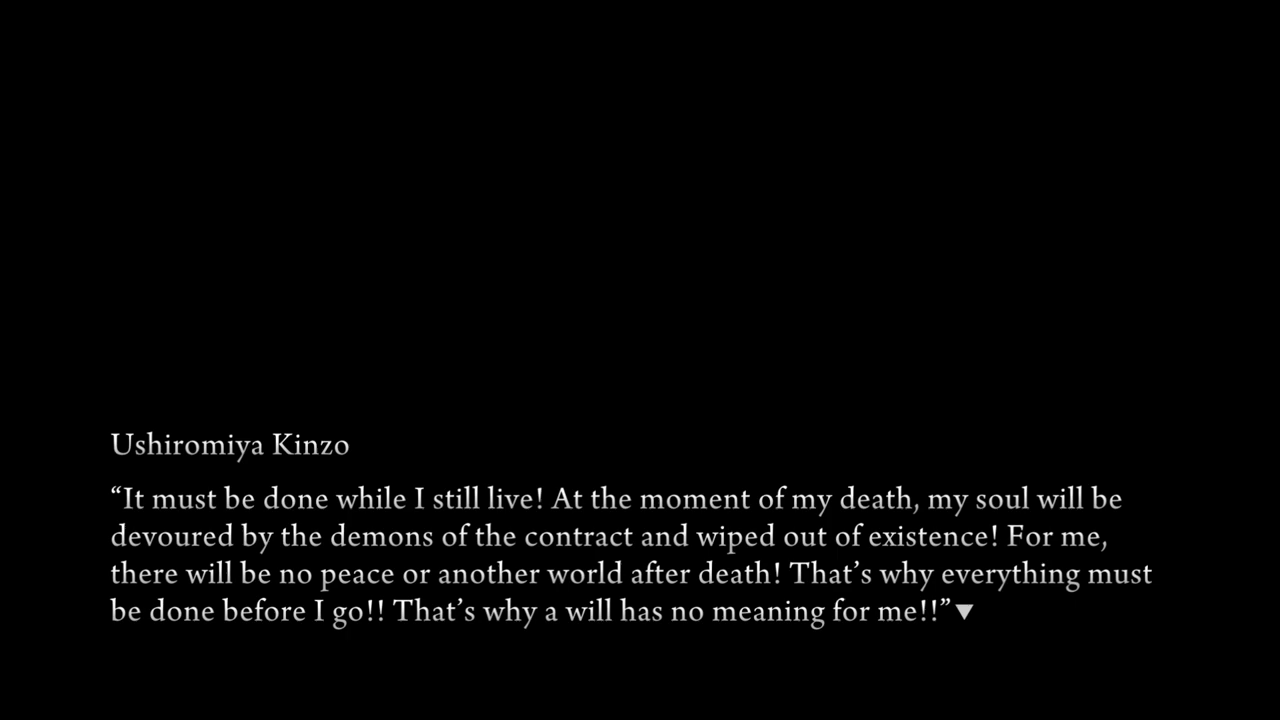 Ushiromiya Kinzo
“It must be done while I still live! At the moment of my death, my soul will be
devoured by the demons of the contract and wiped out of existence! For me,
there will be no peace or another world after death! That’s why everything must
be done before I go!! That’s why a will has no meaning for me!!”▼